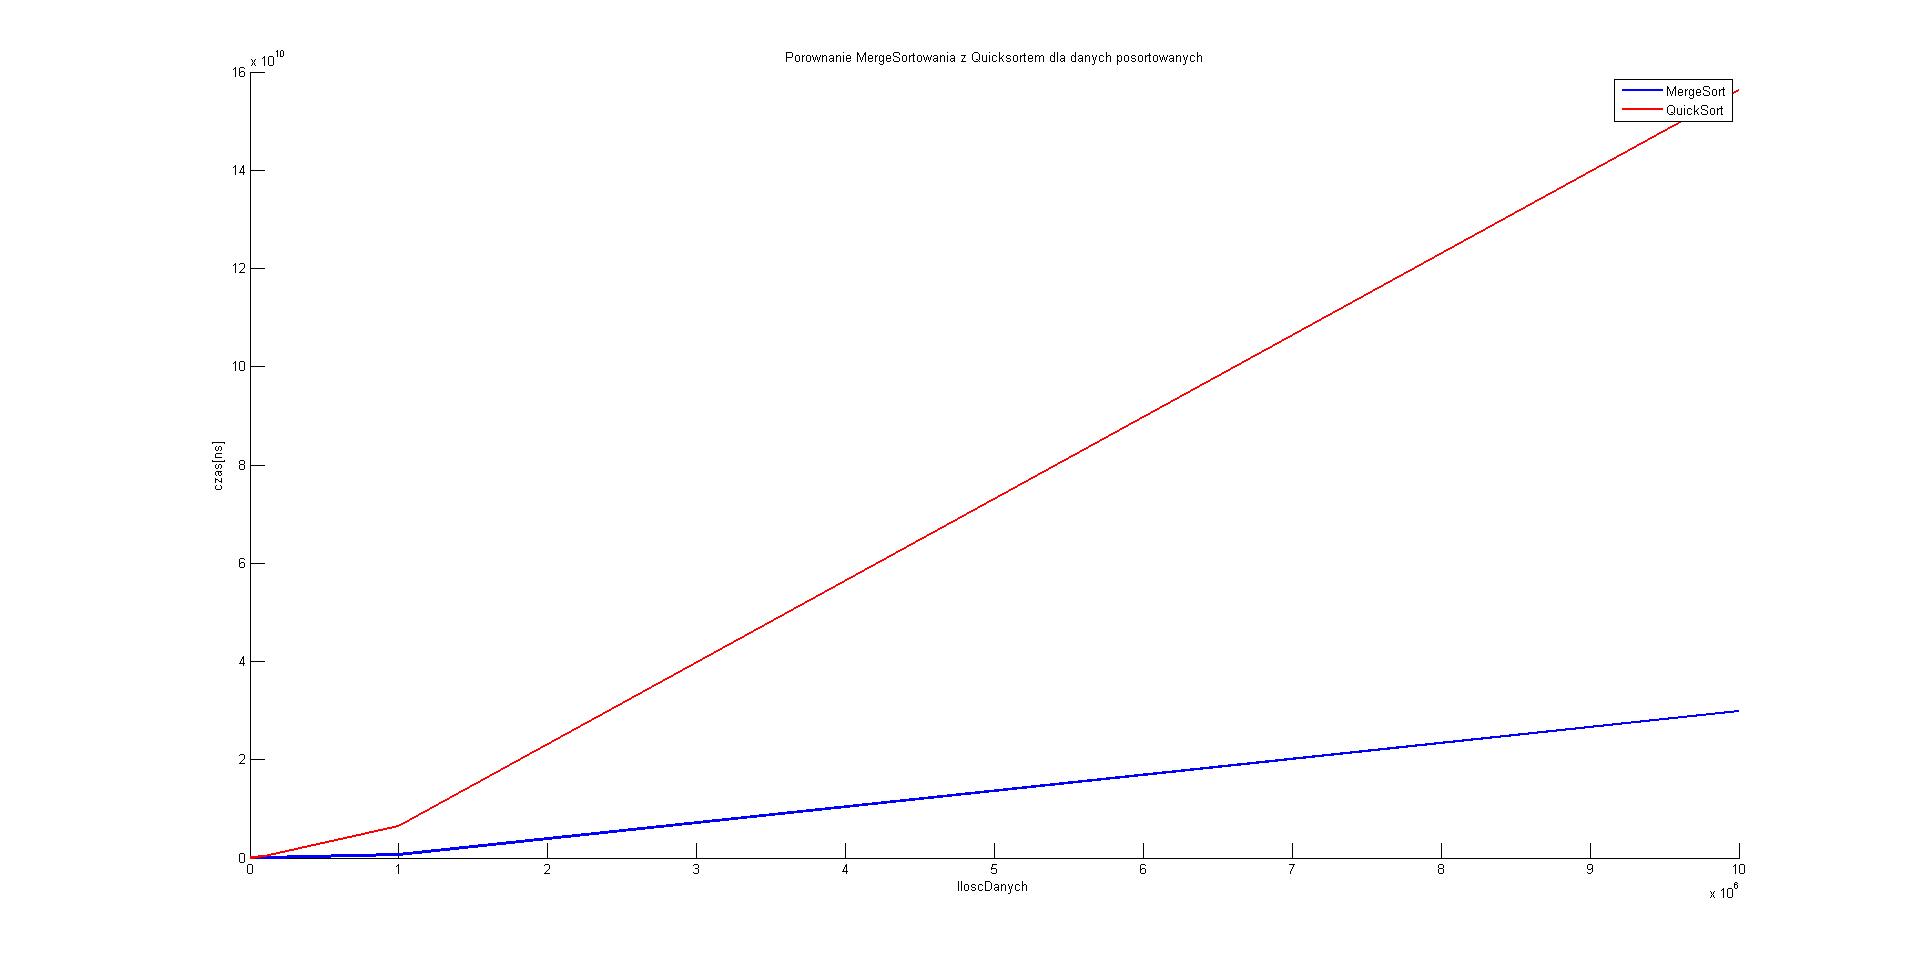 Porownanie MergeSortowania z Quicksortem dla danych posortowanych
x 10^10
MergeSort
QuickSort
16
14
12
10
8
6
4
2
0
czas[ns]
0 1 2 3 4 5 6 7 8 9 10
IloscDanych
x 10^6